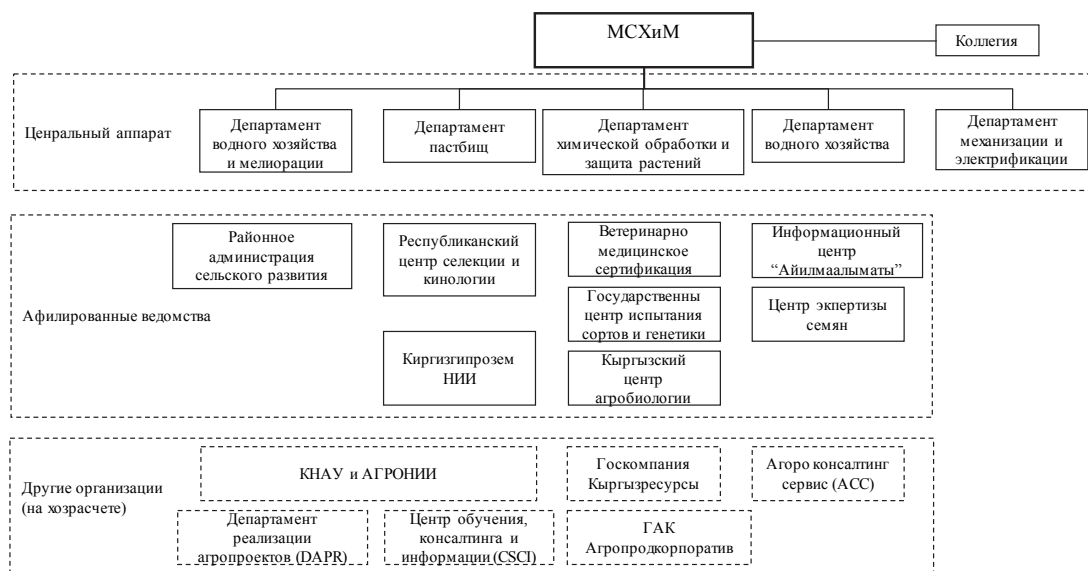 МСХиМ
Коллегия
Ценральный аппарат
Департамент
водного хозяйства
и мелиорации
Департамент
пастбищ
Департамент
химической обработки и
защита растений
Департамент
водного хозяйства
Департамент
механизации и
электрификации
Афилированные ведомства
Районное
администрация
сельского развития
Республиканский
центр селекции и
кинологии
Ветеринарно
медицинское
сертификация
Информационный
центр
“Айилмаалыматы”
Государственны
центр испытания
сортов и генетики
Центр экпертизы
семян
Киргизгипрозем
НИИ
Кыргызский
центр
агробиологии
Другие организации
(на хозрасчете)
КНАУ и АГРОНИИ
Госкомпания
Кыргызресурсы
Агоро консалтинг
сервис (АСС)
Департамент
реализации
агропроектов (DAPR)
Центр обучения,
консалтинга и
информации (CSCI)
ГАК
Агропродкорпоратив